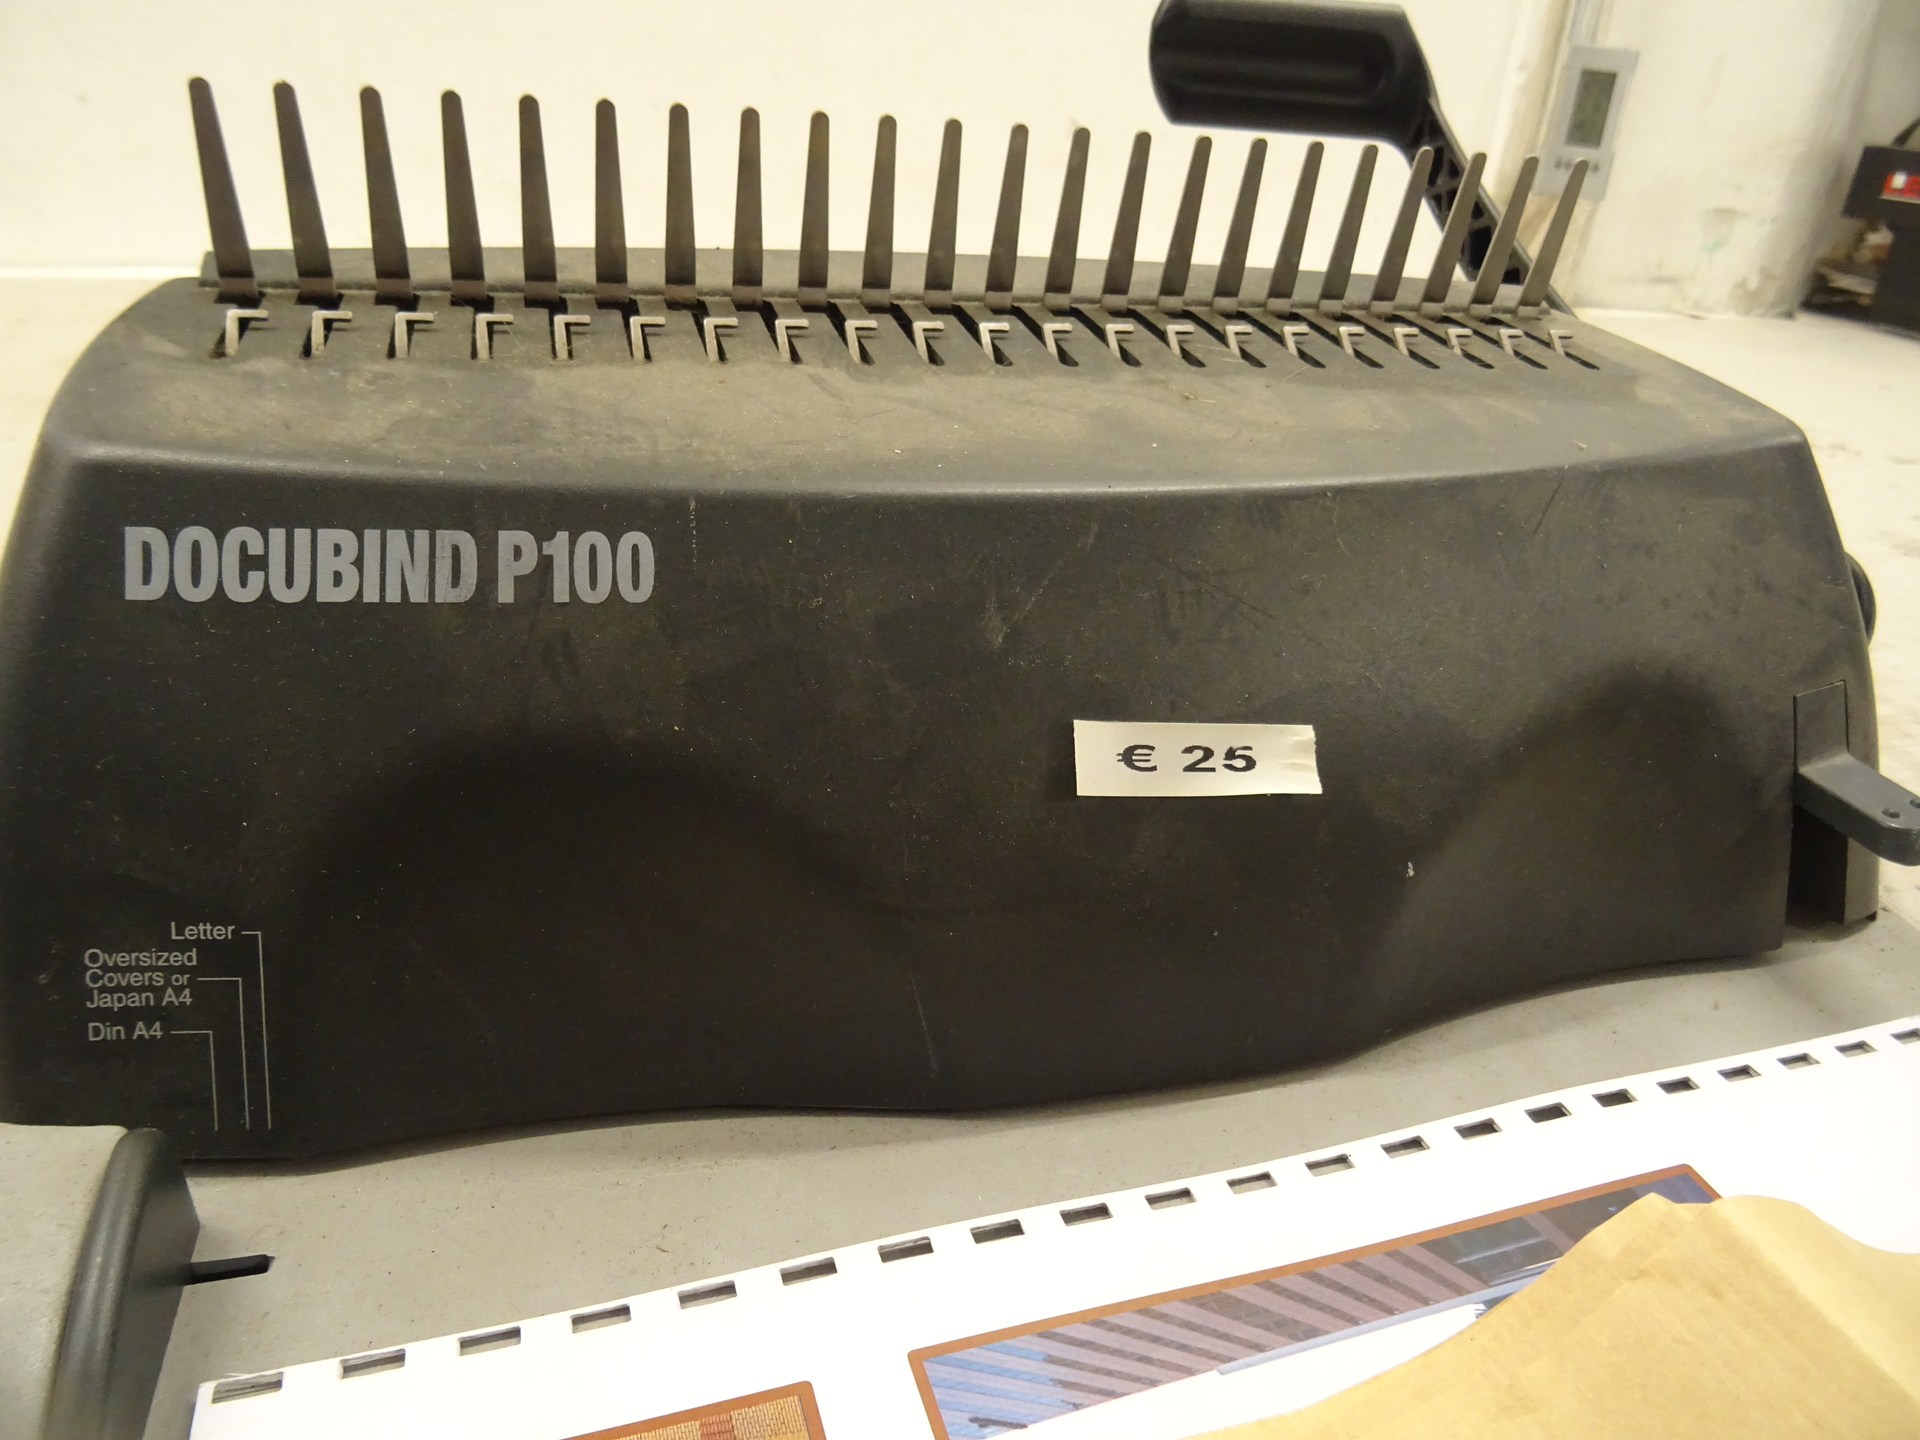 DOCUBIND P100
€ 25
Letter
Oversized
Covers or
Japan A4
Din A4